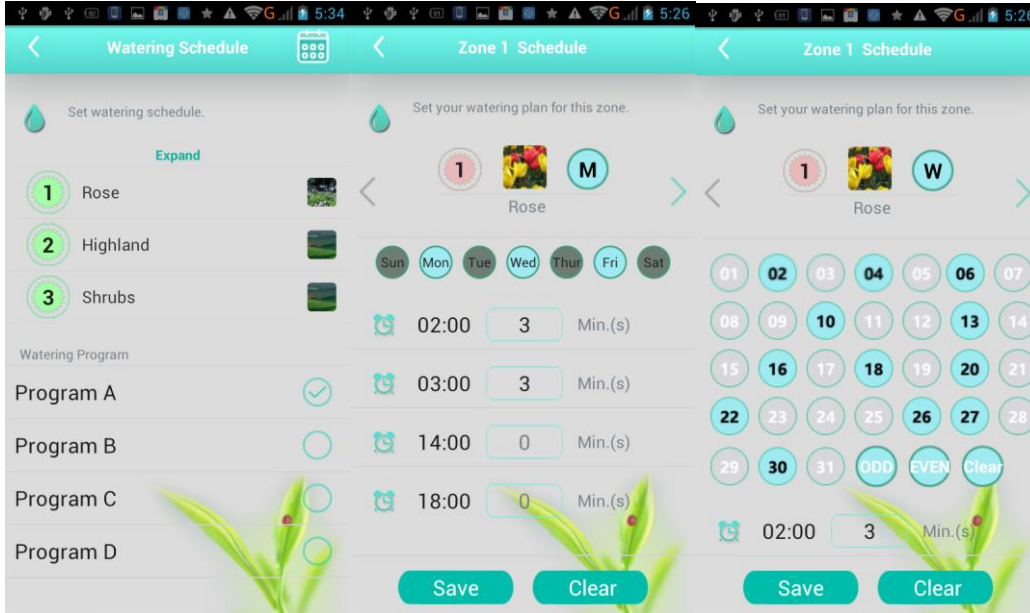 5:34
Watering Schedule
Set watering schedule.
Expand
1 Rose
2 Highland
3 Shrubs
Watering Program
Program A
Program B
Program C
Program D
G 5:26
Zone 1 Schedule
Set your watering plan for this zone.
1 M
Rose
Sun Mon Tue Wed Thur Fri Sat
02:00 3 Min.(s)
03:00 3 Min.(s)
14:00 0 Min.(s)
18:00 0 Min.(s)
Save Clear
G 5:26
Zone 1 Schedule
Set your watering plan for this zone.
1 W
Rose
01 02 03 04 05 06 07
08 09 10 11 12 13 14
15 16 17 18 19 20 21
22 23 24 25 26 27 28
29 30 31 ODD EVEN Clear
02:00 3 Min.(s)
Save Clear